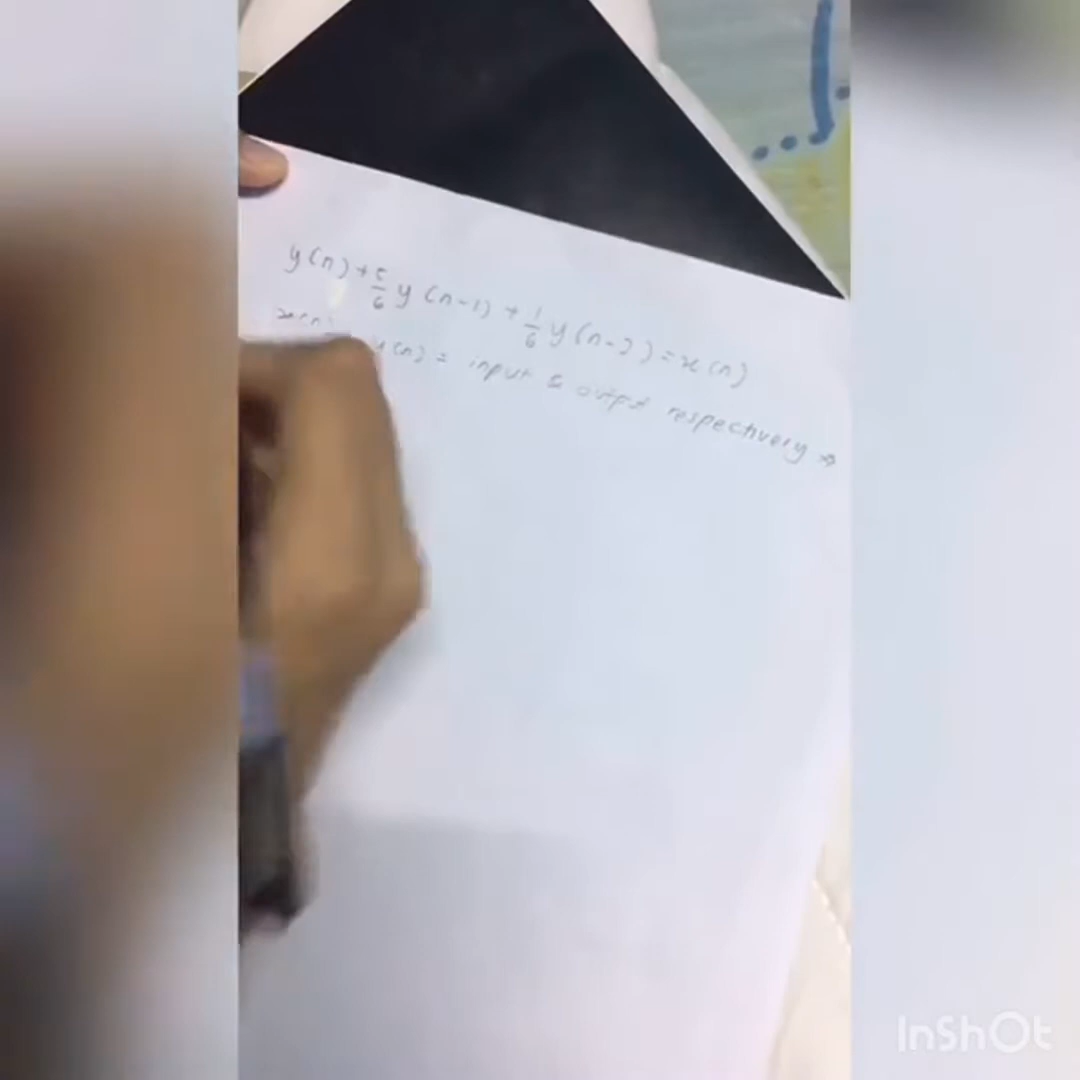 y(n)+5/6 y(n-1) + 1/6 y(n-2) = x(n)
y(n) = input & output respectively →
InShOt